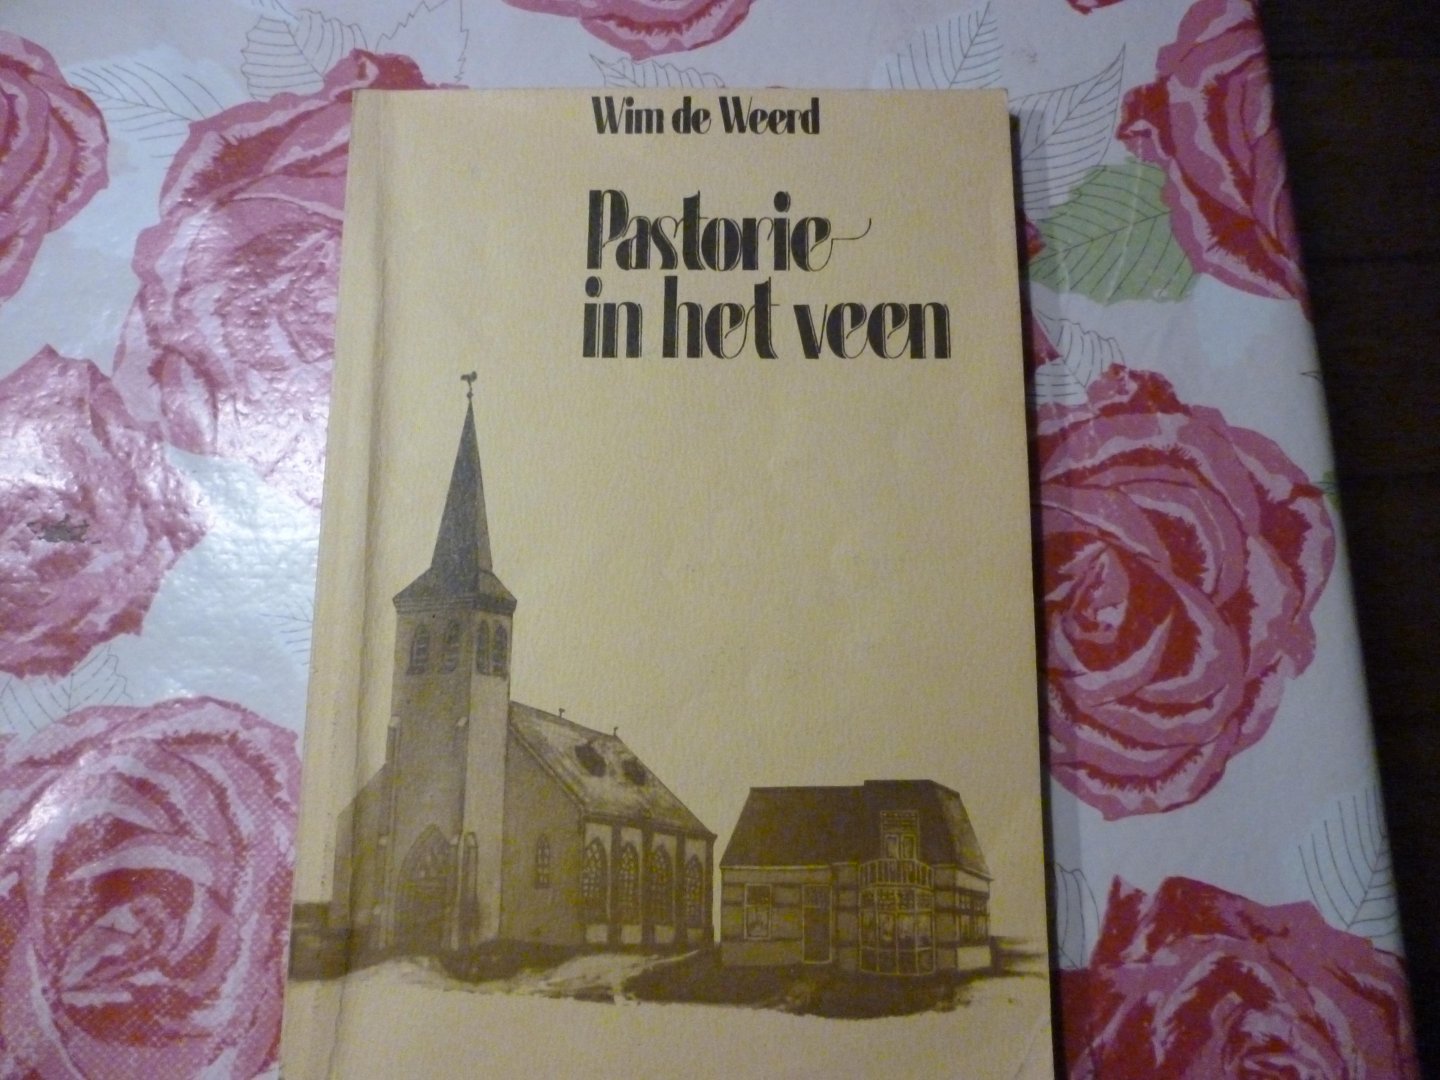 Wim de Weerd
Pastorie
in het veen